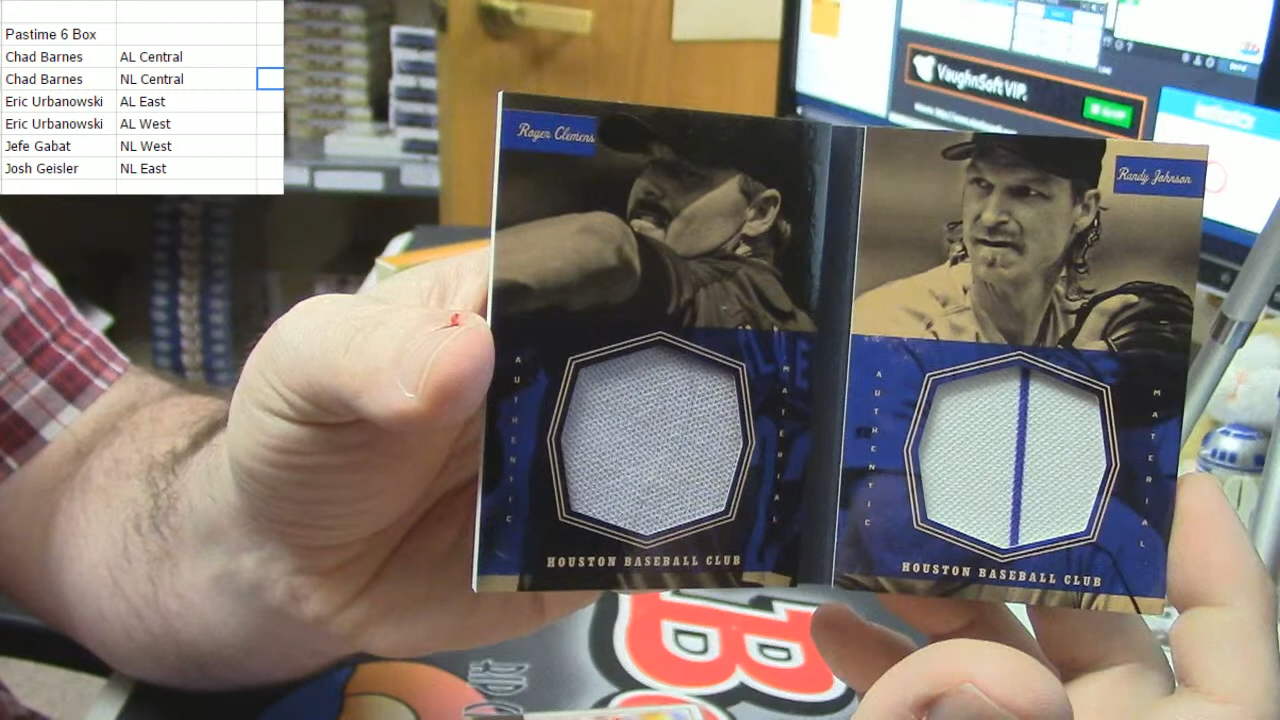 Pastime 6 Box
Chad Barnes AL Central
Chad Barnes NL Central
Eric Urbanowski AL East
Eric Urbanowski AL West
Jefe Gabat NL West
Josh Geisler NL East
VaughnSoft VIP.
Roger Clemens
Randy Johnson
AUTHENTIC
MATERIAL
AUTHENTIC
MATERIAL
HOUSTON BASEBALL CLUB
HOUSTON BASEBALL CLUB